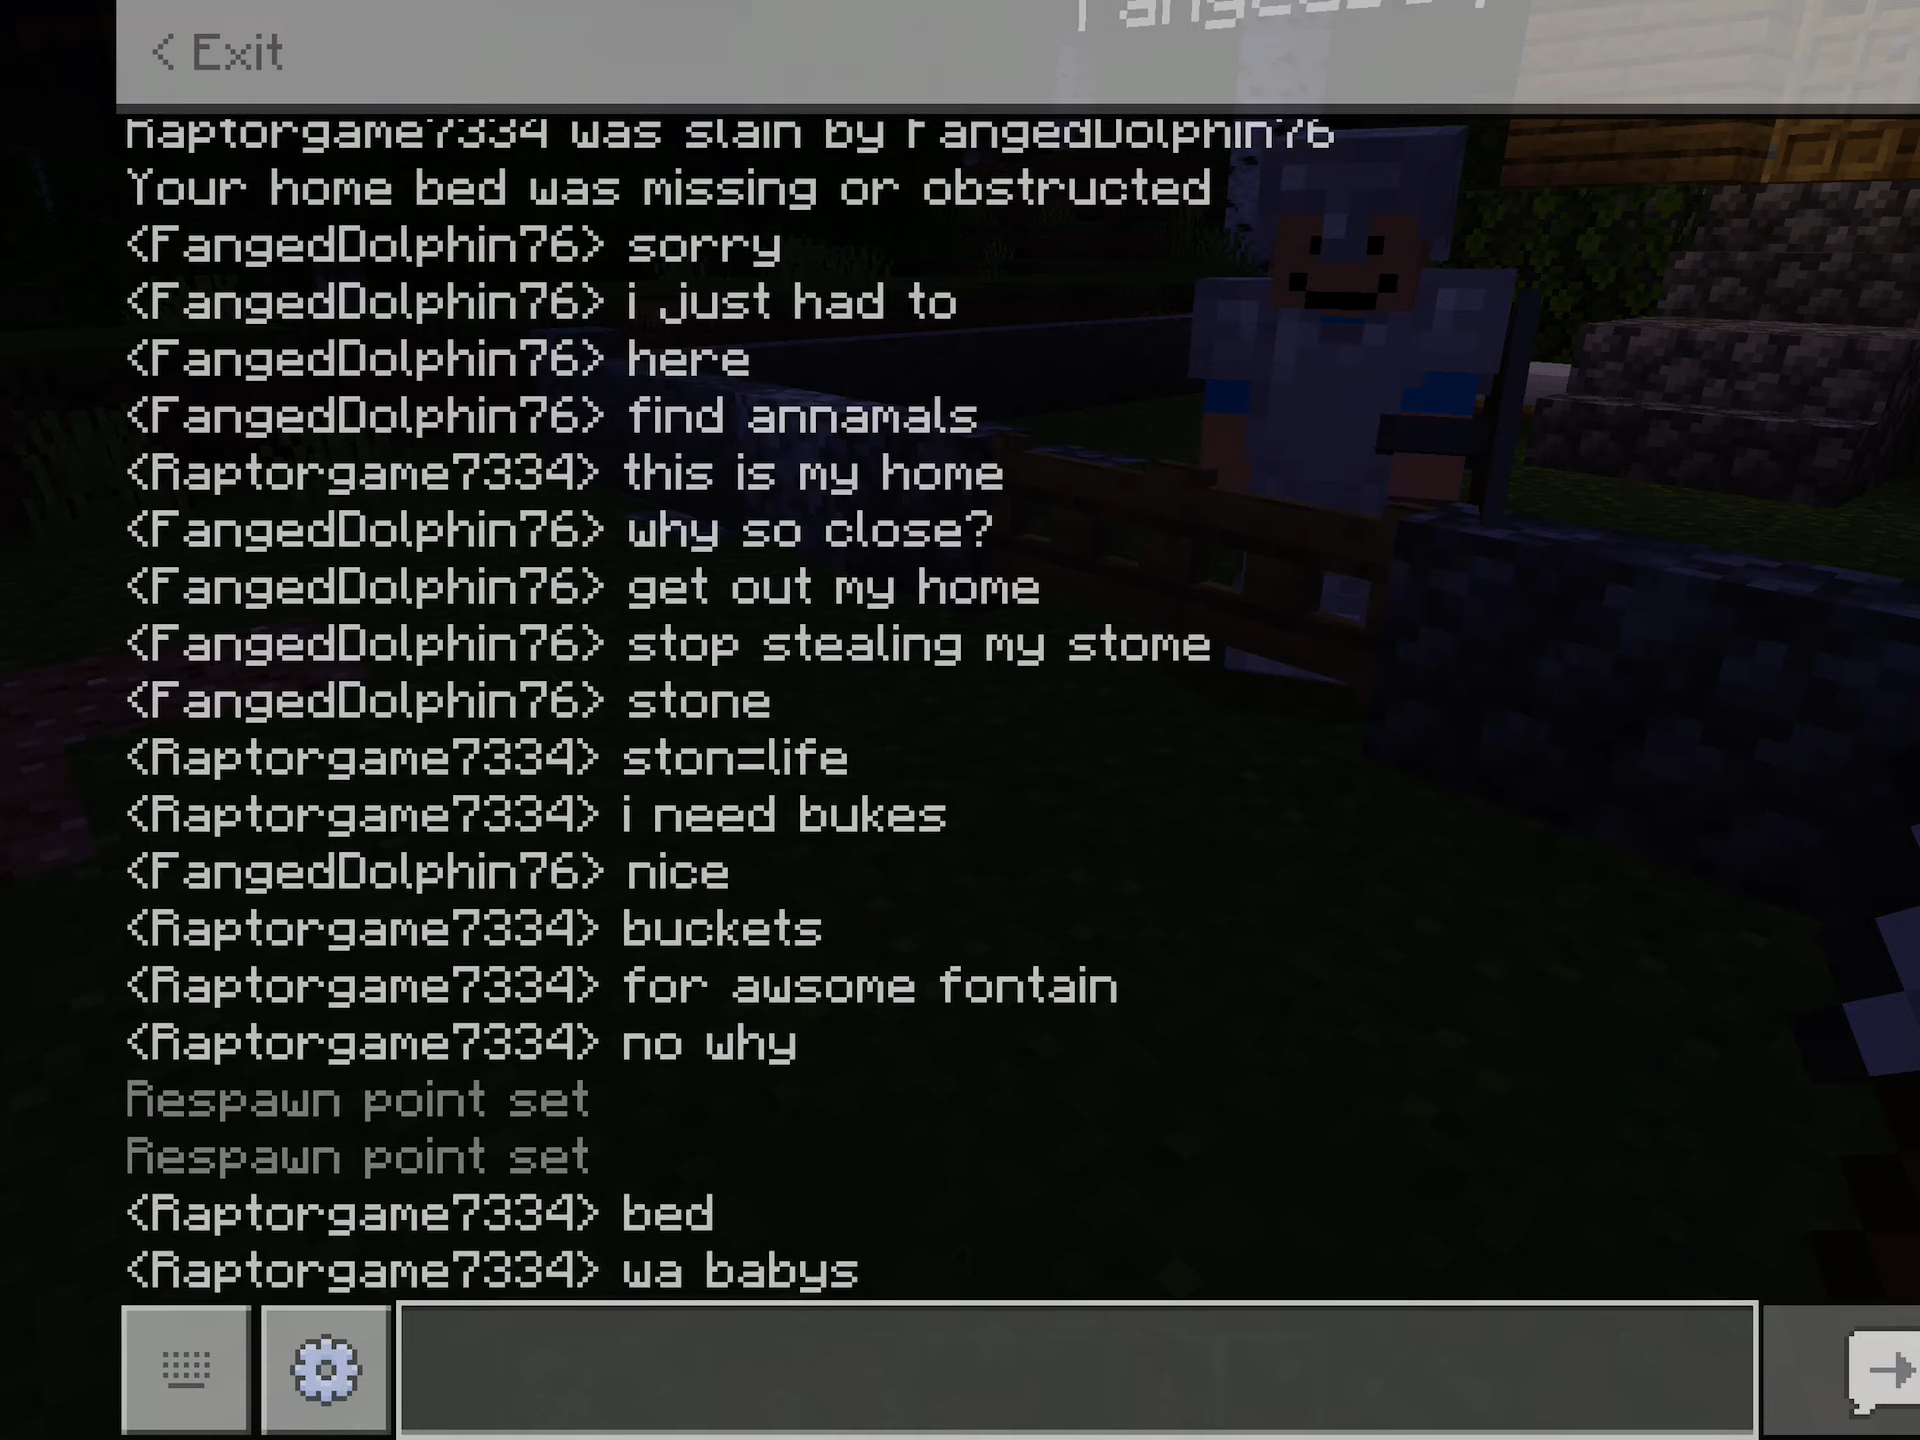 < Exit
Raptorgame7334 was slain by FangedDolphin76
Your home bed was missing or obstructed
<FangedDolphin76> sorry
<FangedDolphin76> i just had to
<FangedDolphin76> here
<FangedDolphin76> find annamals
<Raptorgame7334> this is my home
<FangedDolphin76> why so close?
<FangedDolphin76> get out my home
<FangedDolphin76> stop stealing my stome
<FangedDolphin76> stone
<Raptorgame7334> ston=life
<Raptorgame7334> i need bukes
<FangedDolphin76> nice
<Raptorgame7334> buckets
<Raptorgame7334> for awsome fontain
<Raptorgame7334> no why
Respawn point set
Respawn point set
<Raptorgame7334> bed
<Raptorgame7334> wa babys